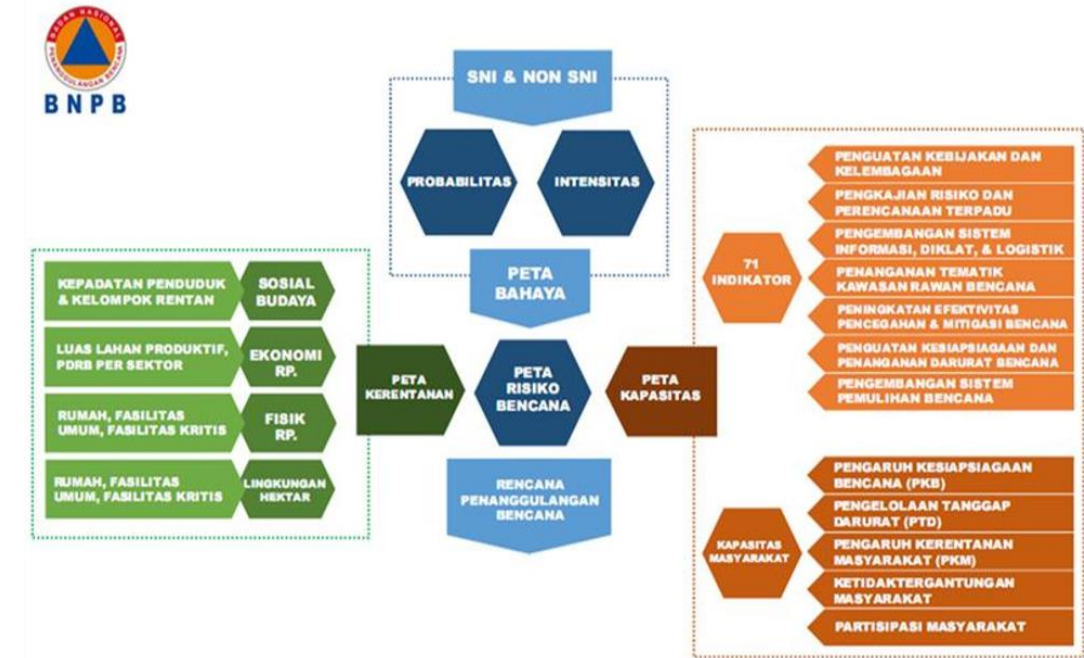 BADAN NASIONAL
PENANGGULANGAN BENCANA
BNPB
SNI & NON SNI
PROBABILITAS
INTENSITAS
PETA
BAHAYA
KEPADATAN PENDUDUK
& KELOMPOK RENTAN
SOSIAL
BUDAYA
LUAS LAHAN PRODUKTIF,
PDRB PER SEKTOR
EKONOMI
RP.
RUMAH, FASILITAS
UMUM, FASILITAS KRITIS
FISIK
RP.
RUMAH, FASILITAS
UMUM, FASILITAS KRITIS
LINGKUNGAN
HEKTAR
PETA
KERENTANAN
PETA
RISIKO
BENCANA
PETA
KAPASITAS
RENCANA
PENANGGULANGAN
BENCANA
71
INDIKATOR
PENGUATAN KEBIJAKAN DAN
KELEMBAGAAN
PENGKAJIAN RISIKO DAN
PERENCANAAN TERPADU
PENGEMBANGAN SISTEM
INFORMASI, DIKLAT, & LOGISTIK
PENANGANAN TEMATIK
KAWASAN RAWAN BENCANA
PENINGKATAN EFEKTIVITAS
PENCEGAHAN & MITIGASI BENCANA
PENGUATAN KESIAPSIAGAAN DAN
PENANGANAN DARURAT BENCANA
PENGEMBANGAN SISTEM
PEMULIHAN BENCANA
KAPASITAS
MASYARAKAT
PENGARUH KESIAPSIAGAAN
BENCANA (PKB)
PENGELOLAAN TANGGAP
DARURAT (PTD)
PENGARUH KERENTANAN
MASYARAKAT (PKM)
KETIDAKTERGANTUNGAN
MASYARAKAT
PARTISIPASI MASYARAKAT